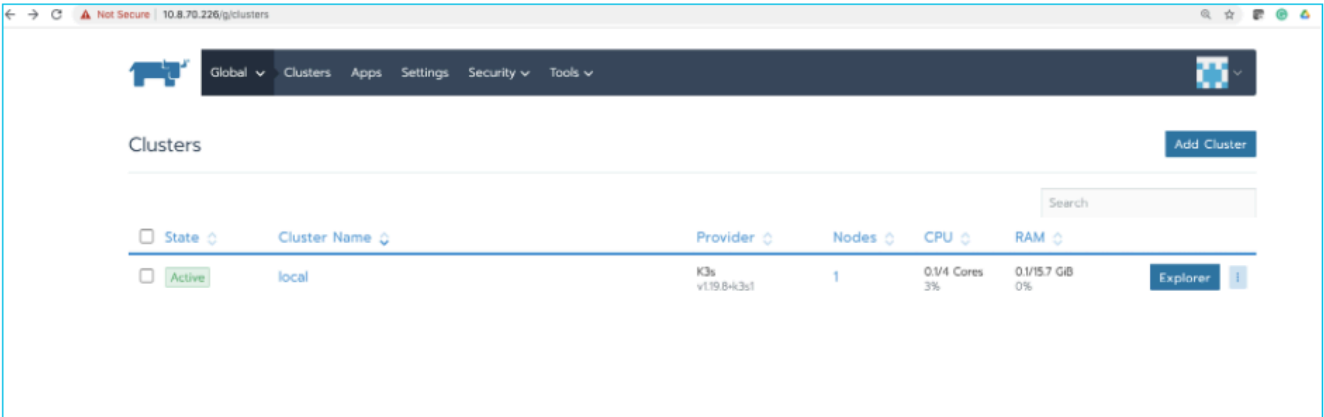 Not Secure 10.8.70.226/g/clusters
Global Clusters Apps Settings Security Tools
Clusters
Add Cluster
Search
State Cluster Name Provider Nodes CPU RAM
Active local K3s 1 0.1/4 Cores 0.1/15.7 GiB Explorer
v1.19.8+k3s1 3% 0%